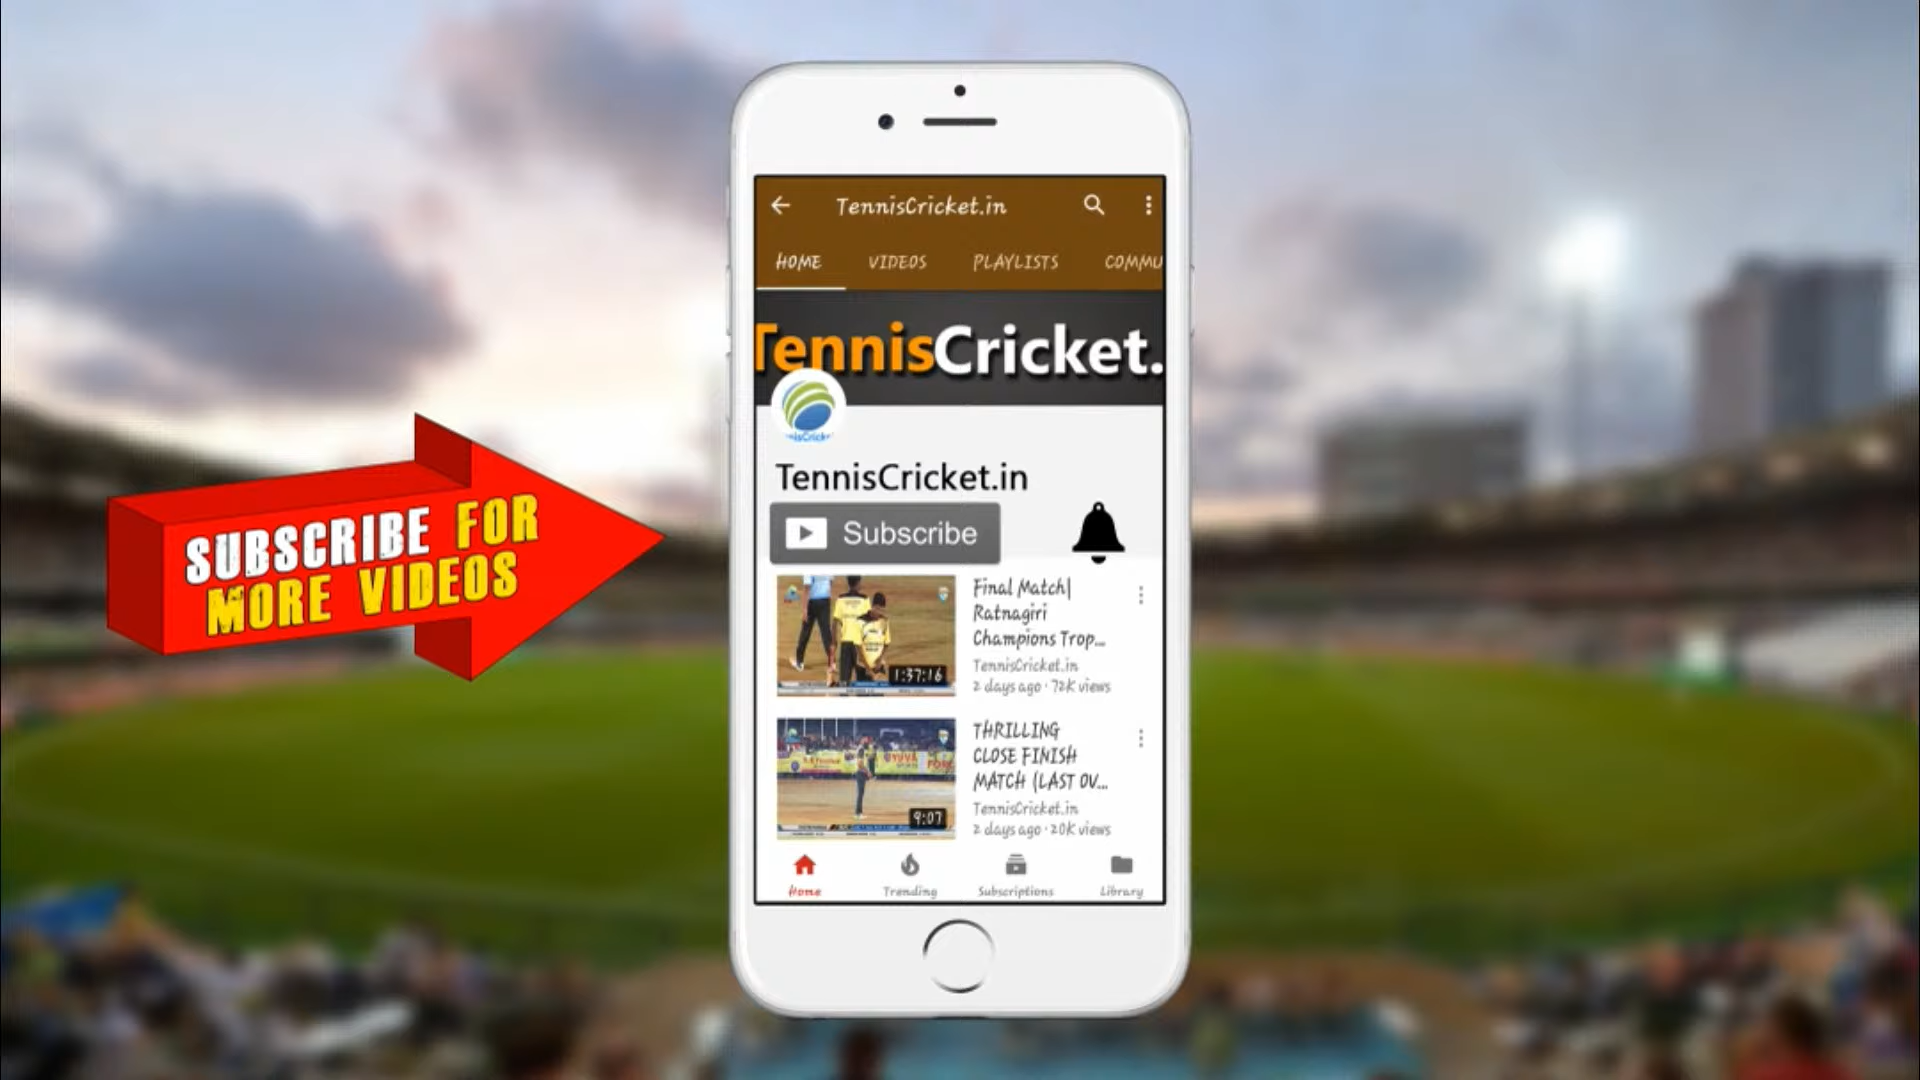 SUBSCRIBE FOR
MORE VIDEOS
TennisCricket.in
HOME VIDEOS PLAYLISTS COMMU
TennisCricket.
TennisCricket.in
Subscribe
Final Match|
Ratnagiri
Champions Trop...
TennisCricket.in
2 days ago · 72K views
1:37:16
THRILLING
CLOSE FINISH
MATCH (LAST OV...
TennisCricket.in
2 days ago · 20K views
9:07
Home Trending Subscriptions Library